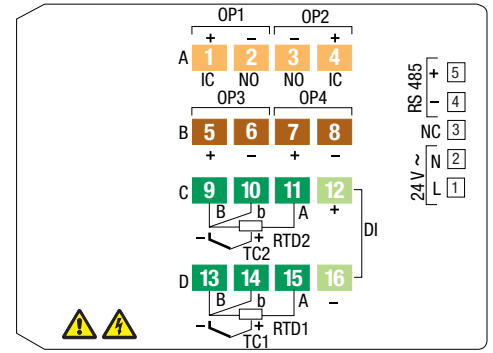 OP1 OP2
+ − − +
A 1 2 3 4
IC NO NO IC
OP3 OP4
B 5 6 7 8
+ − + −
C 9 10 11 12
B b A +
− + RTD2
TC2
DI
D 13 14 15 16
B b A −
− + RTD1
TC1
RS 485
+ 5
− 4
NC 3
24 V ~
N 2
L 1